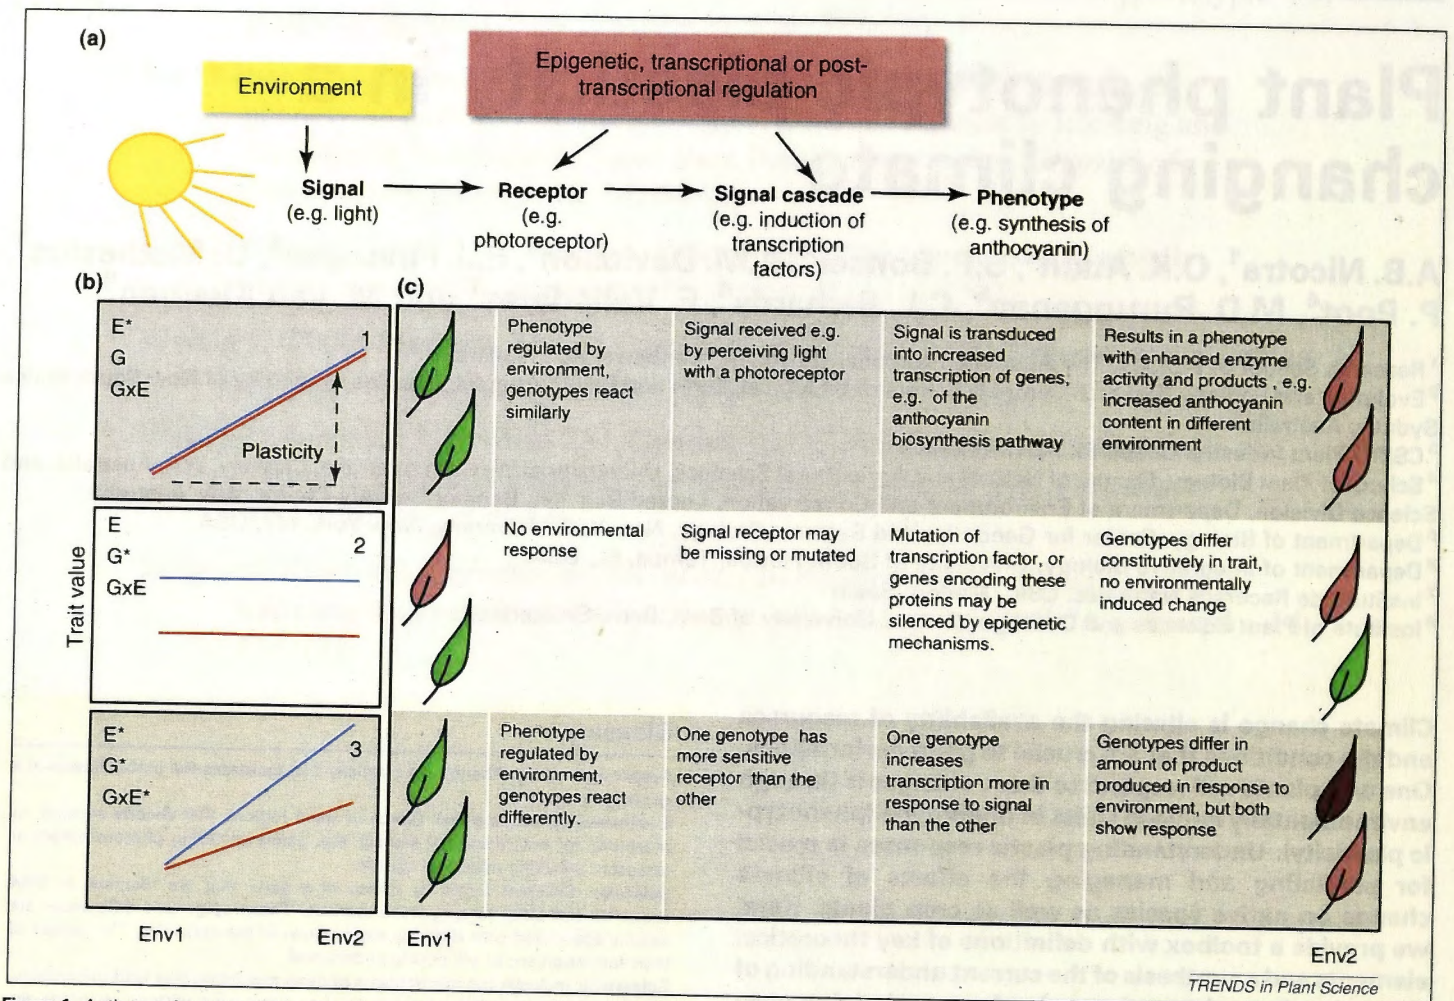 (a)
Environment
Epigenetic, transcriptional or post-
transcriptional regulation
Signal
(e.g. light)
Receptor
(e.g.
photoreceptor)
Signal cascade
(e.g. induction of
transcription
factors)
Phenotype
(e.g. synthesis of
anthocyanin)
(b)
Trait value
E*
G
GxE
1
Plasticity
E
G*
GxE
2
E*
G*
GxE*
3
Env1
Env2
(c)
Phenotype
regulated by
environment,
genotypes react
similarly
Signal received e.g.
by perceiving light
with a photoreceptor
Signal is transduced
into increased
transcription of genes,
e.g. of the
anthocyanin
biosynthesis pathway
Results in a phenotype
with enhanced enzyme
activity and products , e.g.
increased anthocyanin
content in different
environment
No environmental
response
Signal receptor may
be missing or mutated
Mutation of
transcription factor, or
genes encoding these
proteins may be
silenced by epigenetic
mechanisms.
Genotypes differ
constitutively in trait,
no environmentally
induced change
Phenotype
regulated by
environment,
genotypes react
differently.
One genotype has
more sensitive
receptor than the
other
One genotype
increases
transcription more in
response to signal
than the other
Genotypes differ in
amount of product
produced in response to
environment, but both
show response
Env1
Env2
TRENDS in Plant Science